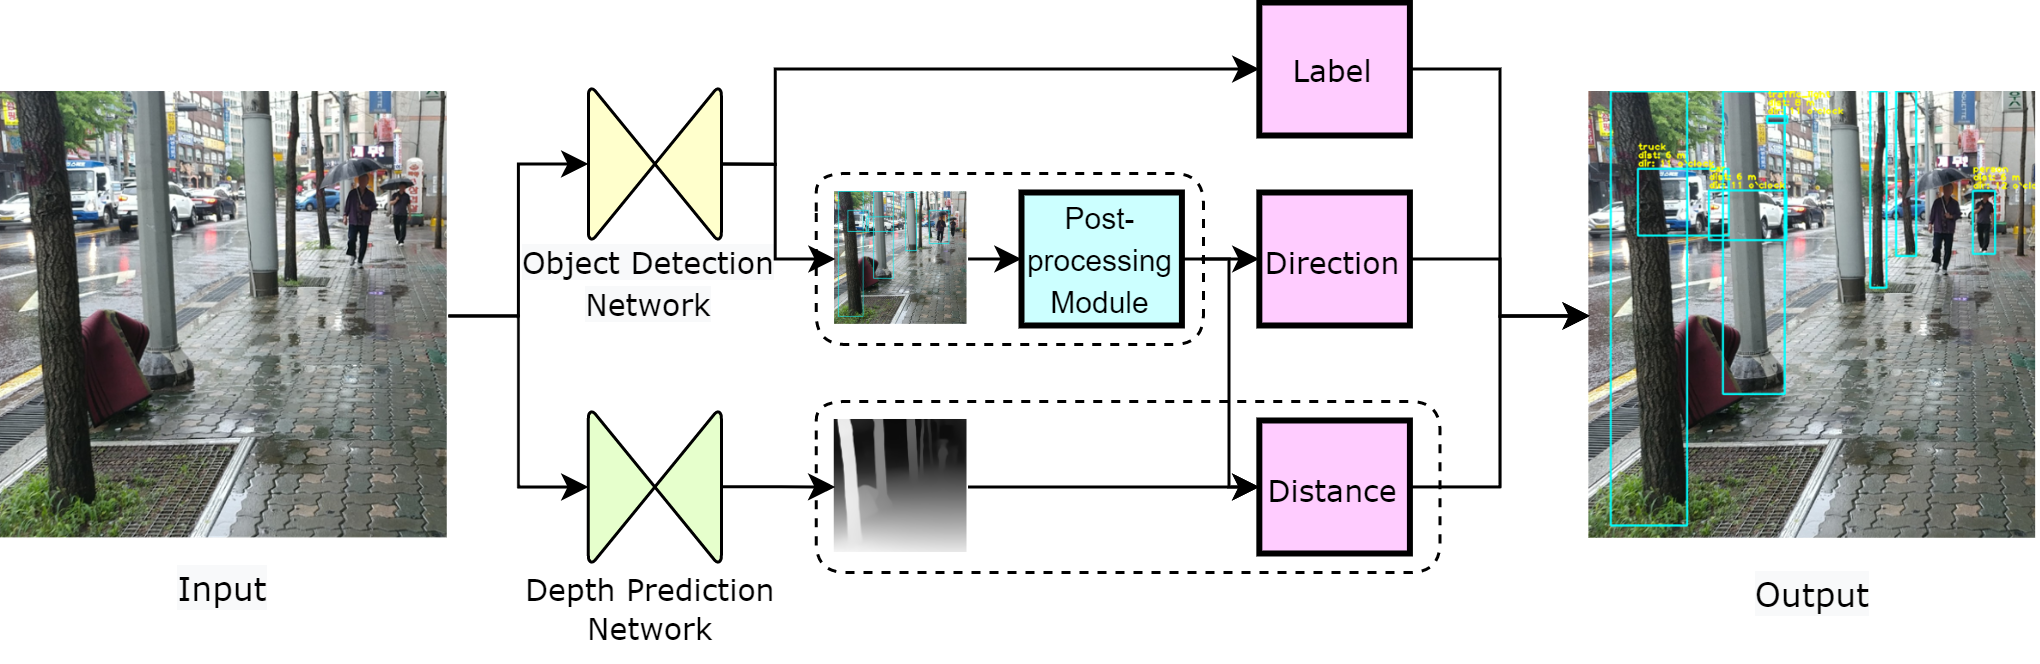 Input
Object Detection
Network
Depth Prediction
Network
Post-
processing
Module
Label
Direction
Distance
truck
dist: 6 m
dir: 11 o'clock
dist: 6 m
dir: 11 o'clock
person
Output